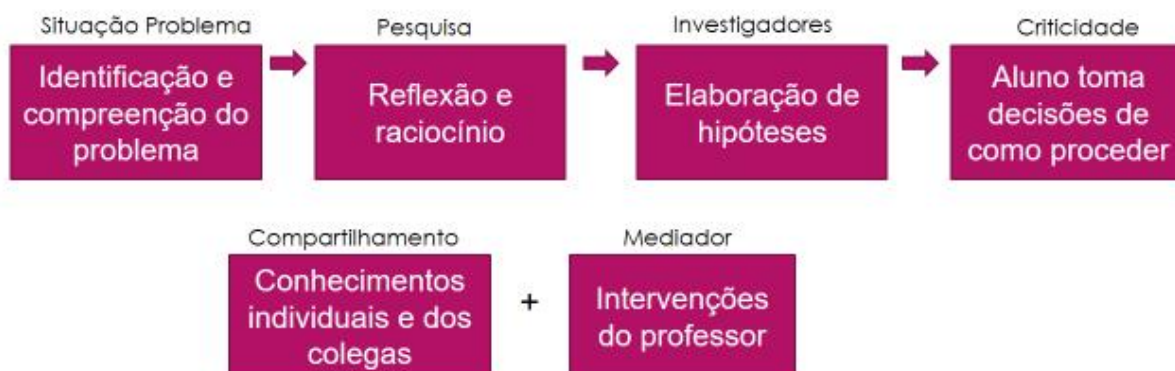 Situação Problema
Identificação e
compreenção do
problema
Pesquisa
Reflexão e
raciocínio
Investigadores
Elaboração de
hipóteses
Criticidade
Aluno toma
decisões de
como proceder
Compartilhamento
Conhecimentos
individuais e dos
colegas
+
Mediador
Intervenções
do professor